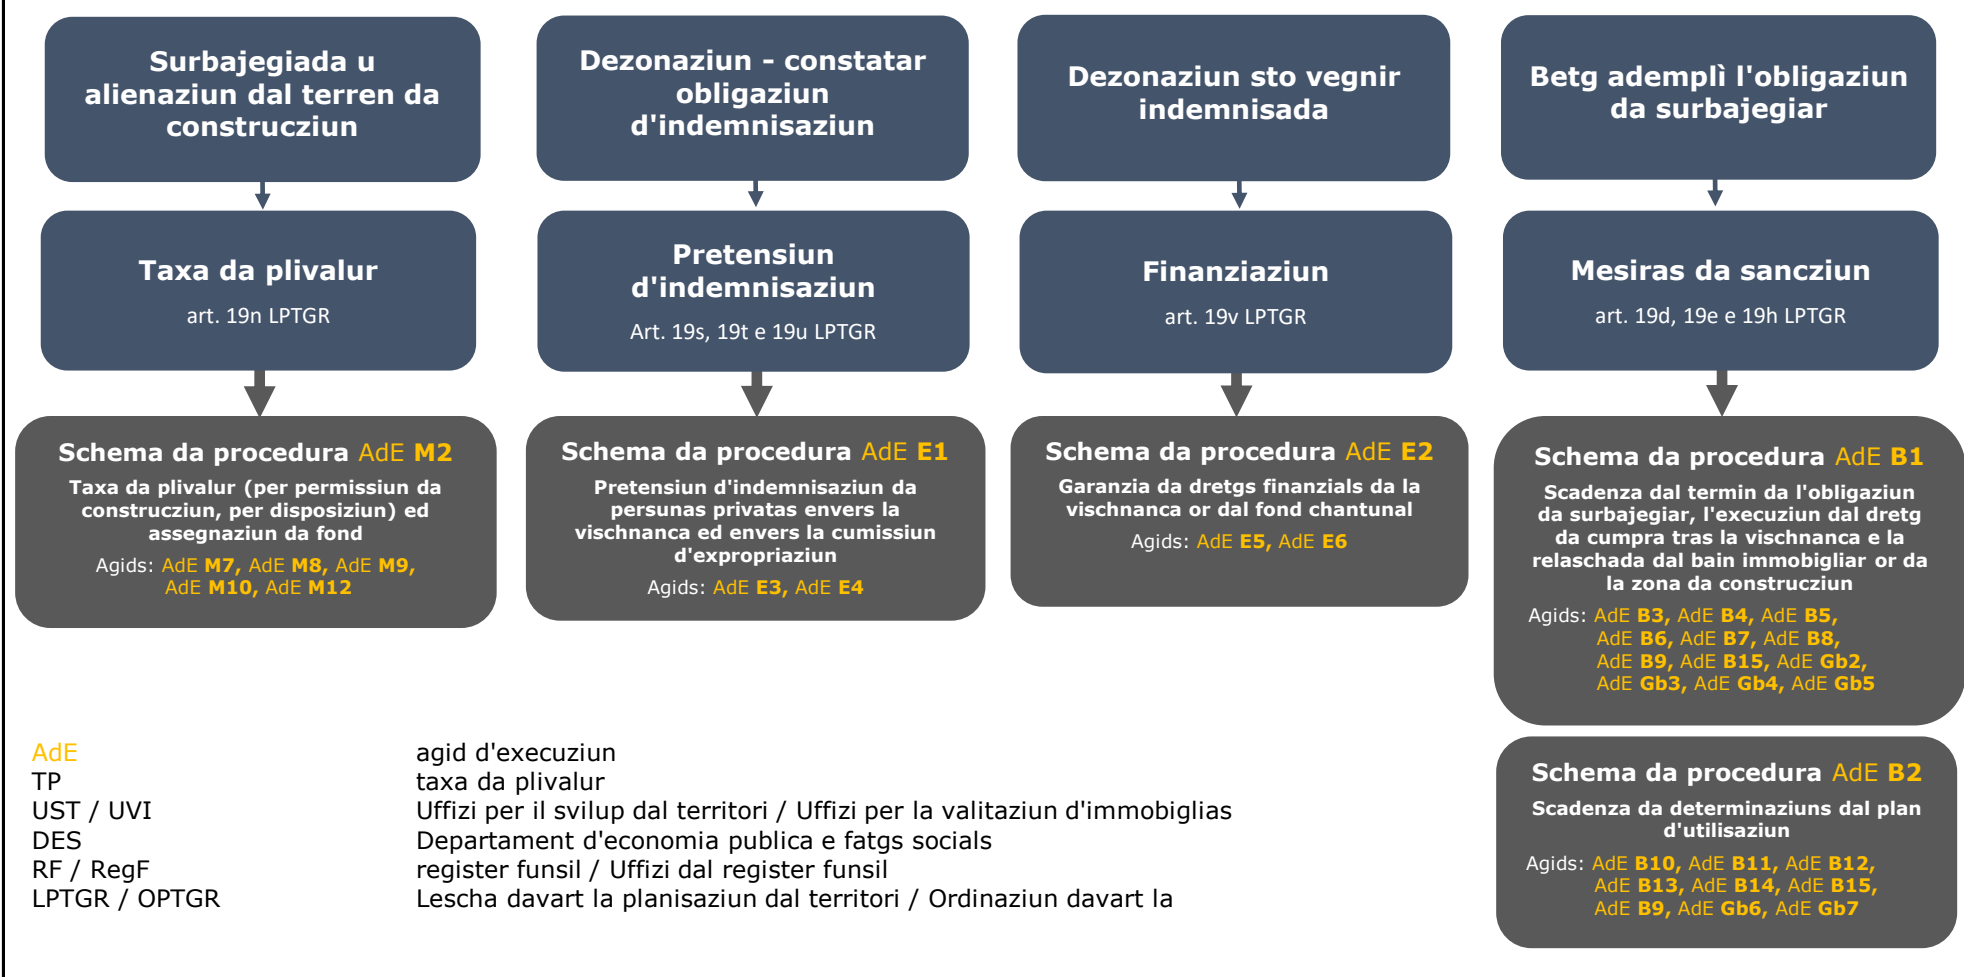 Surbajegiada u
alienaziun dal terren da
construcziun
Taxa da plivalur
art. 19n LPTGR
Schema da procedura AdE M2
Taxa da plivalur (per permissiun da
construcziun, per disposiziun) ed
assegnaziun da fond
Agids: AdE M7, AdE M8, AdE M9,
AdE M10, AdE M12
Dezonaziun - constatar
obligaziun
d'indemnisaziun
Pretensiun
d'indemnisaziun
Art. 19s, 19t e 19u LPTGR
Schema da procedura AdE E1
Pretensiun d'indemnisaziun da
persunas privatas envers la
vischnanca ed envers la cumissiun
d'expropriaziun
Agids: AdE E3, AdE E4
Dezonaziun sto vegnir
indemnisada
Finanziaziun
art. 19v LPTGR
Schema da procedura AdE E2
Garanzia da dretgs finanzials da la
vischnanca or dal fond chantunal
Agids: AdE E5, AdE E6
Betg ademplì l'obligaziun
da surbajegiar
Mesiras da sancziun
art. 19d, 19e e 19h LPTGR
Schema da procedura AdE B1
Scadenza dal termin da l'obligaziun
da surbajegiar, l'execuziun dal dretg
da cumpra tras la vischnanca e la
relaschada dal bain immobigliar or da
la zona da construcziun
Agids: AdE B3, AdE B4, AdE B5,
AdE B6, AdE B7, AdE B8,
AdE B9, AdE B15, AdE Gb2,
AdE Gb3, AdE Gb4, AdE Gb5
Schema da procedura AdE B2
Scadenza da determinaziuns dal plan
d'utilisaziun
Agids: AdE B10, AdE B11, AdE B12,
AdE B13, AdE B14, AdE B15,
AdE B9, AdE Gb6, AdE Gb7
AdE agid d'execuziun
TP taxa da plivalur
UST / UVI Uffizi per il svilup dal territori / Uffizi per la valitaziun d'immobiglias
DES Departament d'economia publica e fatgs socials
RF / RegF register funsil / Uffizi dal register funsil
LPTGR / OPTGR Lescha davart la planisaziun dal territori / Ordinaziun davart la